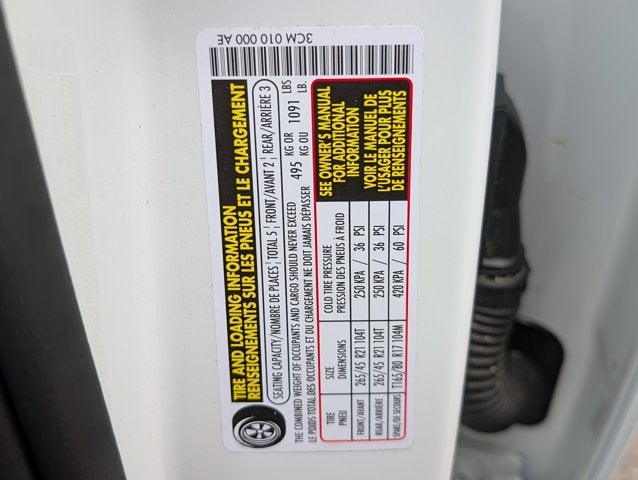 3CM 010 000 AE
TIRE AND LOADING INFORMATION
RENSEIGNEMENTS SUR LES PNEUS ET LE CHARGEMENT
SEATING CAPACITY/NOMBRE DE PLACES TOTAL 5 FRONT/AVANT 2 REAR/ARRIÈRE 3
THE COMBINED WEIGHT OF OCCUPANTS AND CARGO SHOULD NEVER EXCEED 495 KG OR 1091 LBS
LE POIDS TOTAL DES OCCUPANTS ET DU CHARGEMENT NE DOIT JAMAIS DÉPASSER KG OU LB.
TIRE SIZE COLD TIRE PRESSURE
PNEU DIMENSIONS PRESSION DES PNEUS À FROID
FRONT/AVANT 265/45 R21 104T 250 KPA / 36 PSI
REAR/ARRIÈRE 265/45 R21 104T 250 KPA / 36 PSI
SPARE/DE SECOURS T165/80 R17 104M 420 KPA / 60 PSI
SEE OWNER'S MANUAL
FOR ADDITIONAL
INFORMATION
VOIR LE MANUEL DE
L'USAGER POUR PLUS
DE RENSEIGNEMENTS